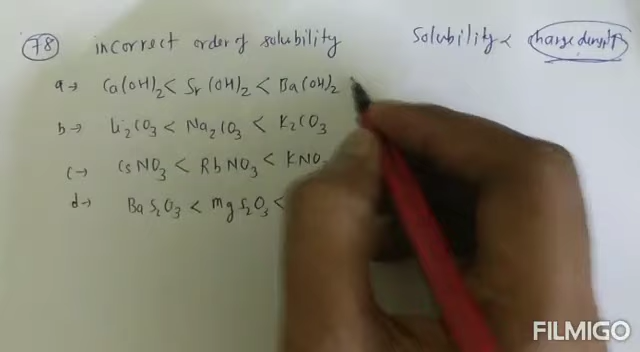 78 incorrect order of solubility
Solubility < charge density
a → Ca(OH)₂ < Sr(OH)₂ < Ba(OH)₂
b → Li₂CO₃ < Na₂CO₃ < K₂CO₃
c → CsNO₃ < RbNO₃ < KNO₃
d → BaS₂O₃ < MgS₂O₃ <
FILMIGO